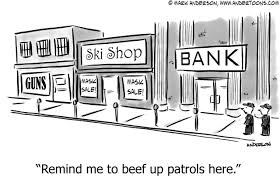 © MARK ANDERSON, WWW.ANDERTOONS.COM
Ski Shop
BANK
GUNS
MASK
SALE!
MASK
SALE!
ANDERSON
“Remind me to beef up patrols here.”